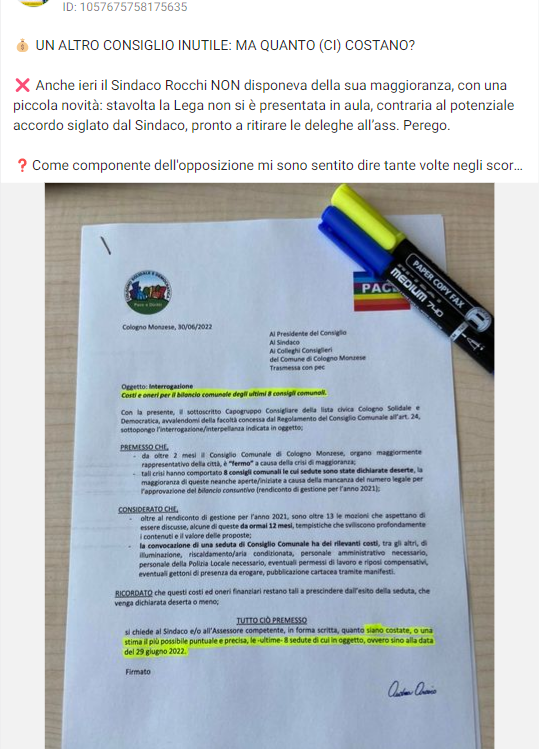 ID: 1057675758175635
💰 UN ALTRO CONSIGLIO INUTILE: MA QUANTO (CI) COSTANO?
❌ Anche ieri il Sindaco Rocchi NON disponeva della sua maggioranza, con una
piccola novità: stavolta la Lega non si è presentata in aula, contraria al potenziale
accordo siglato dal Sindaco, pronto a ritirare le deleghe all'ass. Perego.
❓ Come componente dell'opposizione mi sono sentito dire tante volte negli scor...
PACE
PAPER COPY FAX
MEDIUM 740
Cologno Monzese, 30/06/2022
Al Presidente del Consiglio
Al Sindaco
Ai Colleghi Consiglieri
del Comune di Cologno Monzese
Trasmessa con pec
Oggetto: Interrogazione
Costi e oneri per il bilancio comunale degli ultimi 8 consigli comunali.
Con la presente, il sottoscritto Capogruppo Consigliare della lista civica Cologno Solidale e
Democratica, avvalendomi della facoltà concessa dal Regolamento del Consiglio Comunale all'art. 24,
sottopongo l'interrogazione/interpellanza indicata in oggetto;
PREMESSO CHE,
- da oltre 2 mesi il Consiglio Comunale di Cologno Monzese, organo maggiormente
rappresentativo della città, è "fermo" a causa della crisi di maggioranza;
- tali crisi hanno comportato 8 consigli comunali le cui sedute sono state dichiarate deserte, la
maggioranza di queste neanche aperte/iniziate a causa della mancanza del numero legale per
l'approvazione del bilancio consuntivo (rendiconto di gestione per l'anno 2021);
CONSIDERATO CHE,
- oltre al rendiconto di gestione per l'anno 2021, sono oltre 13 le mozioni che aspettano di
essere discusse, alcune di queste da ormai 12 mesi, tempistiche che sviliscono profondamente
i contenuti e il valore delle proposte;
- la convocazione di una seduta di Consiglio Comunale ha dei rilevanti costi, tra gli altri, di
illuminazione, riscaldamento/aria condizionata, personale amministrativo necessario,
personale della Polizia Locale necessario, eventuali permessi di lavoro e riposi compensativi,
eventuali gettoni di presenza da erogare, pubblicazione cartacea tramite manifesti.
RICORDATO che questi costi ed oneri finanziari restano tali a prescindere dall'esito della seduta, che
venga dichiarata deserta o meno;
TUTTO CIÒ PREMESSO
si chiede al Sindaco e/o all'Assessore competente, in forma scritta, quanto siano costate, o una
stima il più possibile puntuale e precisa, le -ultime- 8 sedute di cui in oggetto, ovvero sino alla data
del 29 giugno 2022.
Firmato